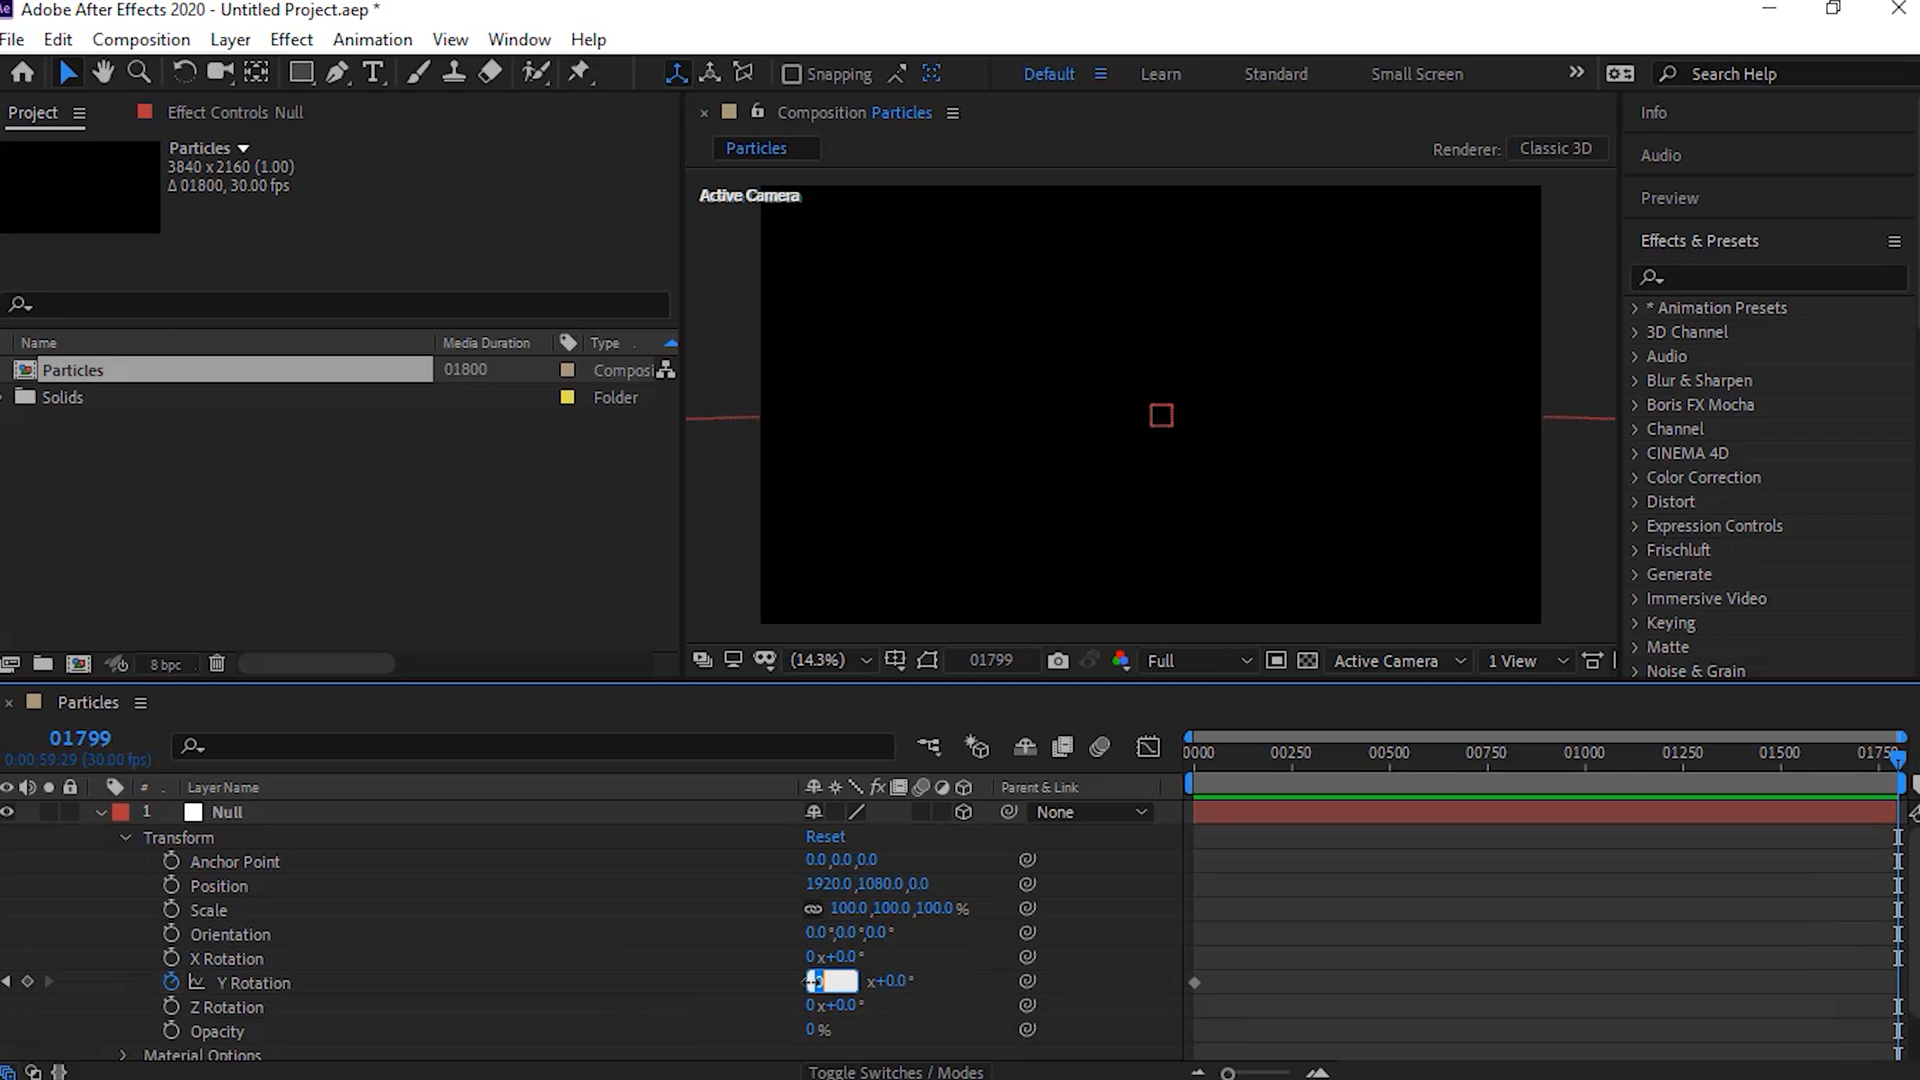 Ae Adobe After Effects 2020 - Untitled Project.aep *
File Edit Composition Layer Effect Animation View Window Help
Snapping Default Learn Standard Small Screen Search Help
Project Effect Controls Null
Particles
3840 x 2160 (1.00)
Δ 01800, 30.00 fps
Name Media Duration Type
Particles 01800 Composi
Solids Folder
8 bpc
Composition Particles
Particles
Renderer: Classic 3D
Active Camera
(14.3%) 01799 Full Active Camera 1 View
Info
Audio
Preview
Effects & Presets
* Animation Presets
3D Channel
Audio
Blur & Sharpen
Boris FX Mocha
Channel
CINEMA 4D
Color Correction
Distort
Expression Controls
Frischluft
Generate
Immersive Video
Keying
Matte
Noise & Grain
Particles
01799
0:00:59:29 (30.00 fps)
0000 00250 00500 00750 01000 01250 01500 0175
# Layer Name fx Parent & Link
1 Null None
Transform Reset
Anchor Point 0.0,0.0,0.0
Position 1920.0,1080.0,0.0
Scale 100.0,100.0,100.0 %
Orientation 0.0°,0.0°,0.0°
X Rotation 0x+0.0°
Y Rotation x+0.0°
Z Rotation 0x+0.0°
Opacity 0%
Material Options
Toggle Switches / Modes